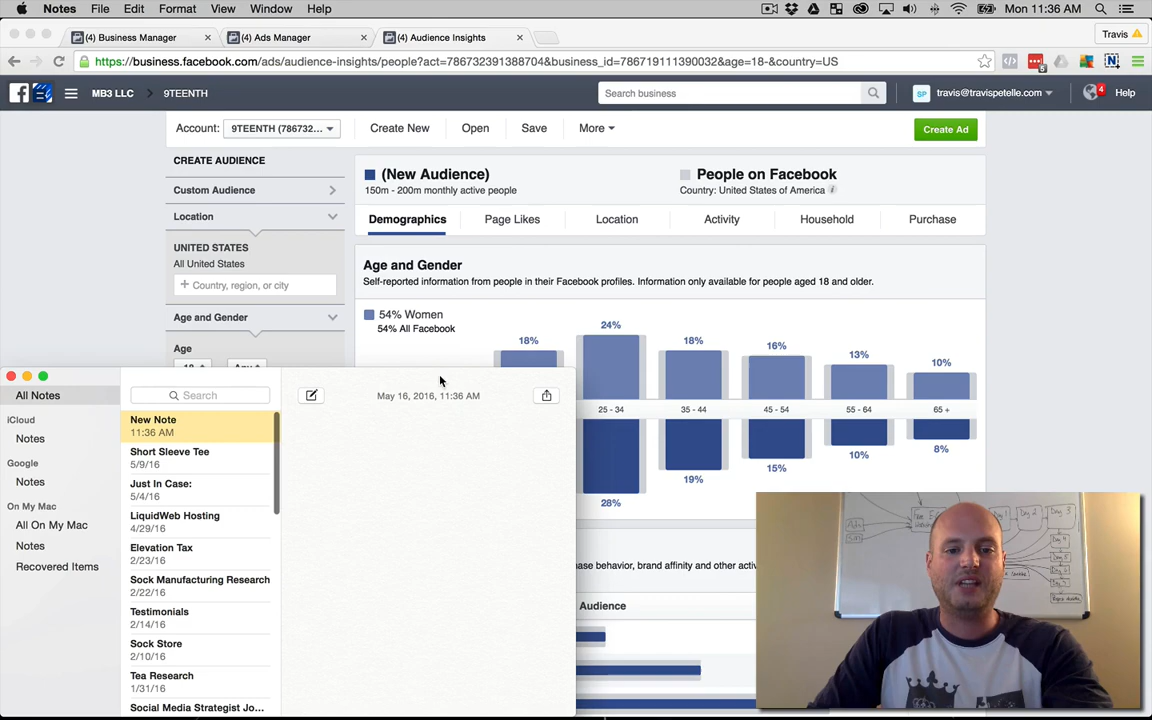 Notes File Edit Format View Window Help Mon 11:36 AM
(4) Business Manager (4) Ads Manager (4) Audience Insights Travis
https://business.facebook.com/ads/audience-insights/people?act=786732391388704&business_id=786719111390032&age=18-&country=US
MB3 LLC 9TEENTH Search business SP travis@travispetelle.com 4 Help
Account: 9TEENTH (786732... Create New Open Save More Create Ad
CREATE AUDIENCE
Custom Audience
Location
UNITED STATES
All United States
+ Country, region, or city
Age and Gender
Age
(New Audience)
150m - 200m monthly active people
People on Facebook
Country: United States of America
Demographics Page Likes Location Activity Household Purchase
Age and Gender
Self-reported information from people in their Facebook profiles. Information only available for people aged 18 and older.
54% Women
54% All Facebook
18% 24% 18% 16% 13% 10%
25 - 34 35 - 44 45 - 54 55 - 64 65 +
28% 19% 15% 10% 8%
Audience
All Notes
iCloud
Notes
Google
Notes
On My Mac
All On My Mac
Notes
Recovered Items
Search
New Note
11:36 AM
Short Sleeve Tee
5/9/16
Just In Case:
5/4/16
LiquidWeb Hosting
4/29/16
Elevation Tax
2/23/16
Sock Manufacturing Research
2/22/16
Testimonials
2/14/16
Sock Store
2/10/16
Tea Research
1/31/16
Social Media Strategist Jo...
May 16, 2016, 11:36 AM
Day 2
Day 3